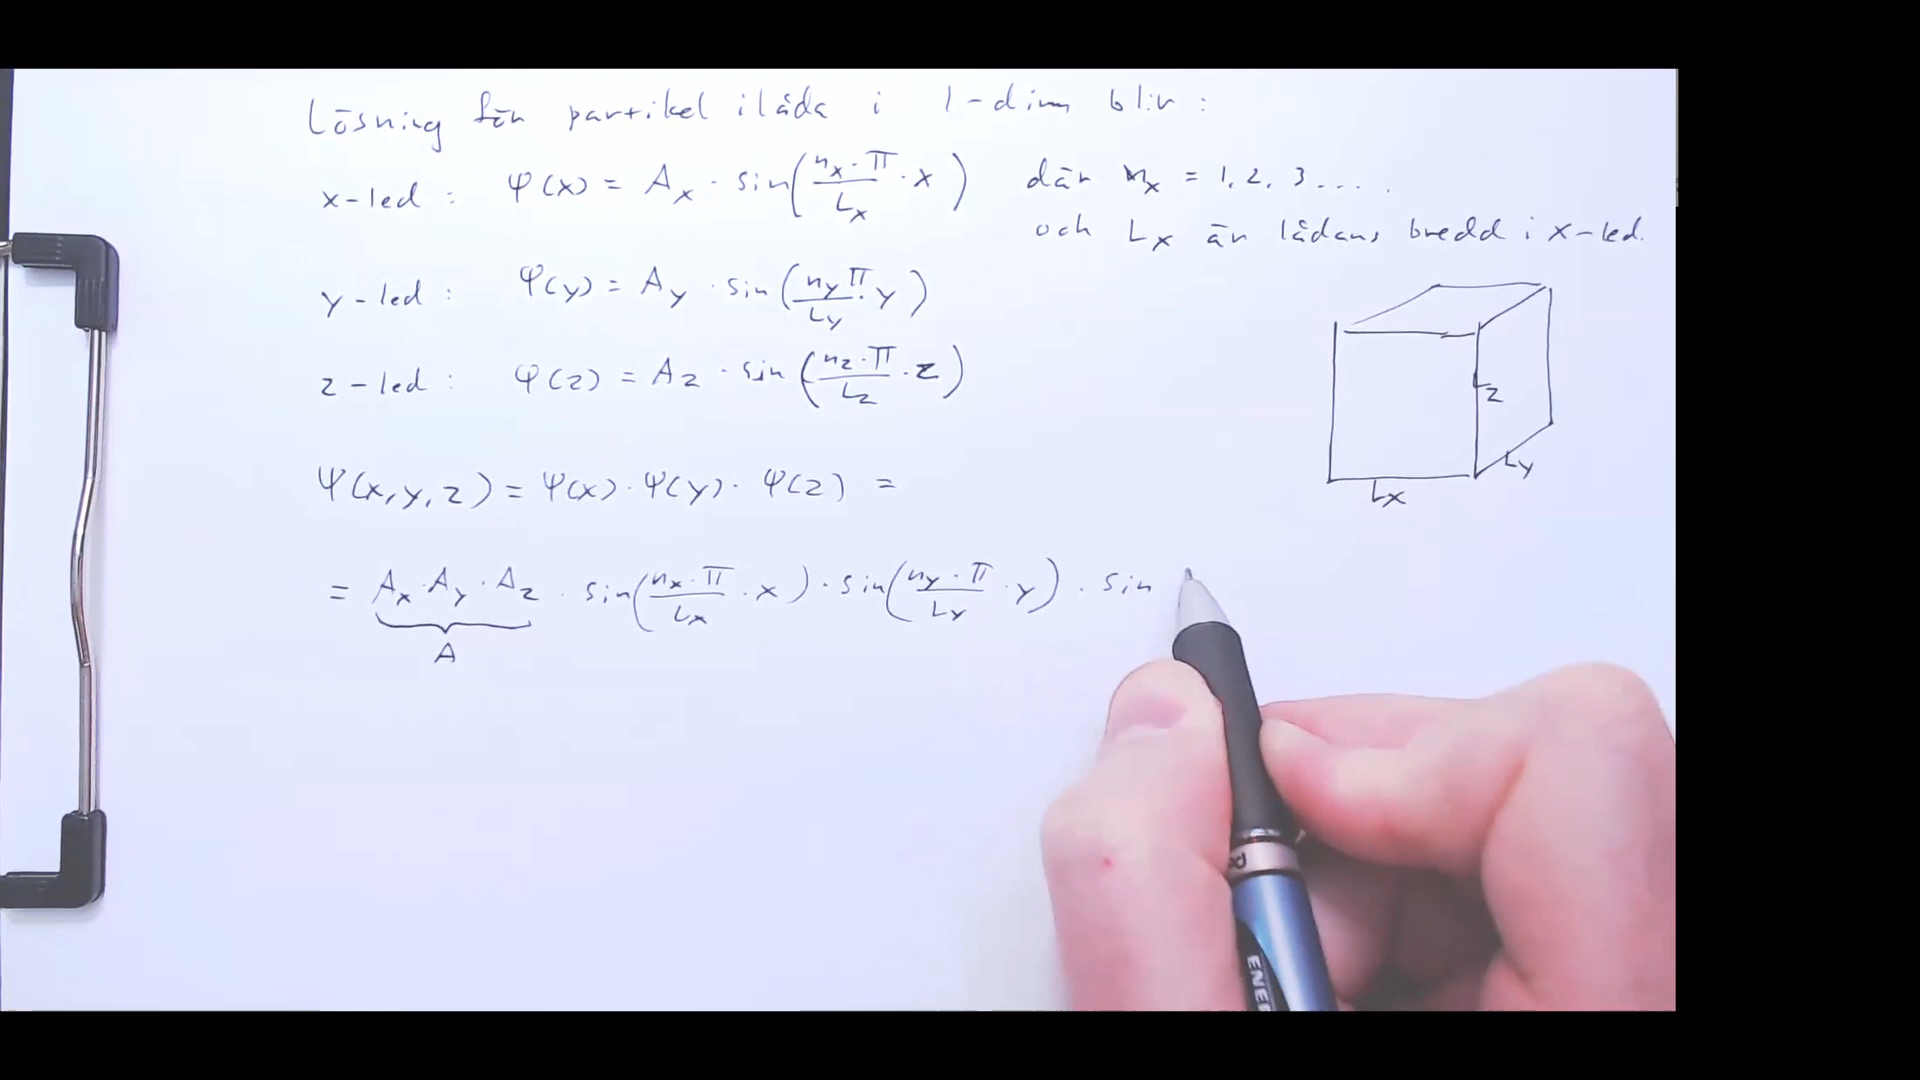 Lösning för partikel i låda i 1-dim blir:
x-led: ψ(x) = Ax · sin(nx·π/Lx · x) där nx = 1, 2, 3 ....
och Lx är lådans bredd i x-led.
y-led: ψ(y) = Ay · sin(nyπ/Ly · y)
z-led: ψ(z) = Az · sin(nz·π/Lz · z)
Lz
Ly
Lx
Ψ(x,y,z) = ψ(x) · ψ(y) · ψ(z) =
= Ax · Ay · Az · sin(nx·π/Lx · x) · sin(ny·π/Ly · y) · sin
A
ENE